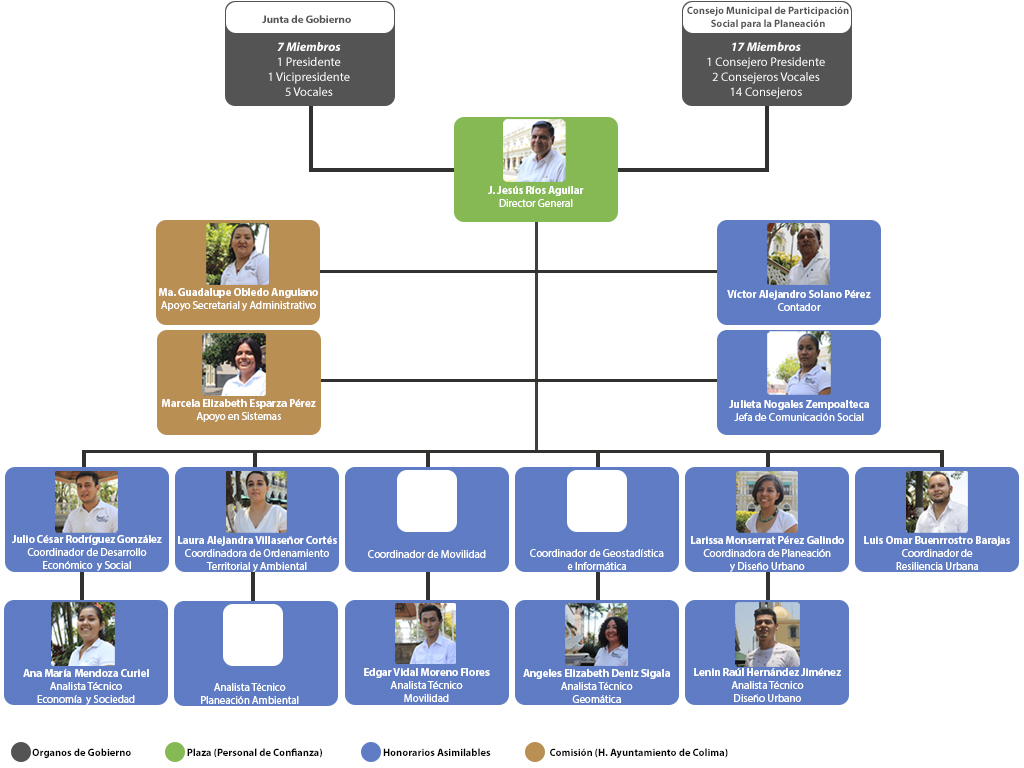 Junta de Gobierno
7 Miembros
1 Presidente
1 Vicipresidente
5 Vocales
Consejo Municipal de Participación
Social para la Planeación
17 Miembros
1 Consejero Presidente
2 Consejeros Vocales
14 Consejeros
J. Jesús Ríos Aguilar
Director General
Ma. Guadalupe Obledo Anguiano
Apoyo Secretarial y Administrativo
Víctor Alejandro Solano Pérez
Contador
Marcela Elizabeth Esparza Pérez
Apoyo en Sistemas
Julieta Nogales Zempoalteca
Jefa de Comunicación Social
Julio César Rodríguez González
Coordinador de Desarrollo
Económico y Social
Laura Alejandra Villaseñor Cortés
Coordinadora de Ordenamiento
Territorial y Ambiental
Coordinador de Movilidad
Coordinador de Geostadística
e Informática
Larissa Monserrat Pérez Galindo
Coordinadora de Planeación
y Diseño Urbano
Luis Omar Buenrrostro Barajas
Coordinador de
Resiliencia Urbana
Ana María Mendoza Curiel
Analista Técnico
Economía y Sociedad
Analista Técnico
Planeación Ambiental
Edgar Vidal Moreno Flores
Analista Técnico
Movilidad
Angeles Elizabeth Deniz Sigala
Analista Técnico
Geomática
Lenin Raúl Hernández Jiménez
Analista Técnico
Diseño Urbano
Organos de Gobierno
Plaza (Personal de Confianza)
Honorarios Asimilables
Comisión (H. Ayuntamiento de Colima)